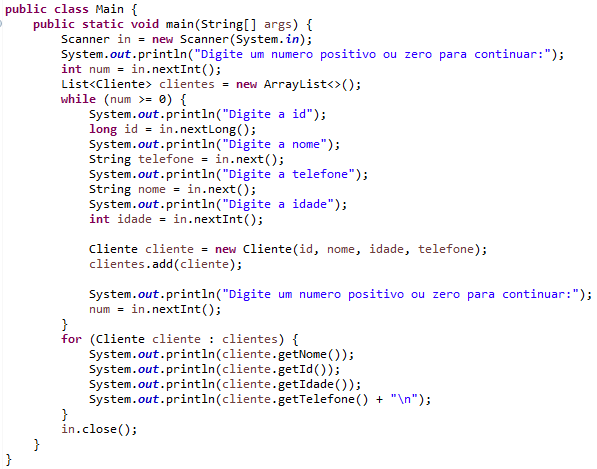 public class Main {
    public static void main(String[] args) {
        Scanner in = new Scanner(System.in);
        System.out.println("Digite um numero positivo ou zero para continuar:");
        int num = in.nextInt();
        List<Cliente> clientes = new ArrayList<>();
        while (num >= 0) {
            System.out.println("Digite a id");
            long id = in.nextLong();
            System.out.println("Digite a nome");
            String telefone = in.next();
            System.out.println("Digite a telefone");
            String nome = in.next();
            System.out.println("Digite a idade");
            int idade = in.nextInt();

            Cliente cliente = new Cliente(id, nome, idade, telefone);
            clientes.add(cliente);

            System.out.println("Digite um numero positivo ou zero para continuar:");
            num = in.nextInt();
        }
        for (Cliente cliente : clientes) {
            System.out.println(cliente.getNome());
            System.out.println(cliente.getId());
            System.out.println(cliente.getIdade());
            System.out.println(cliente.getTelefone() + "\n");
        }
        in.close();
    }
}